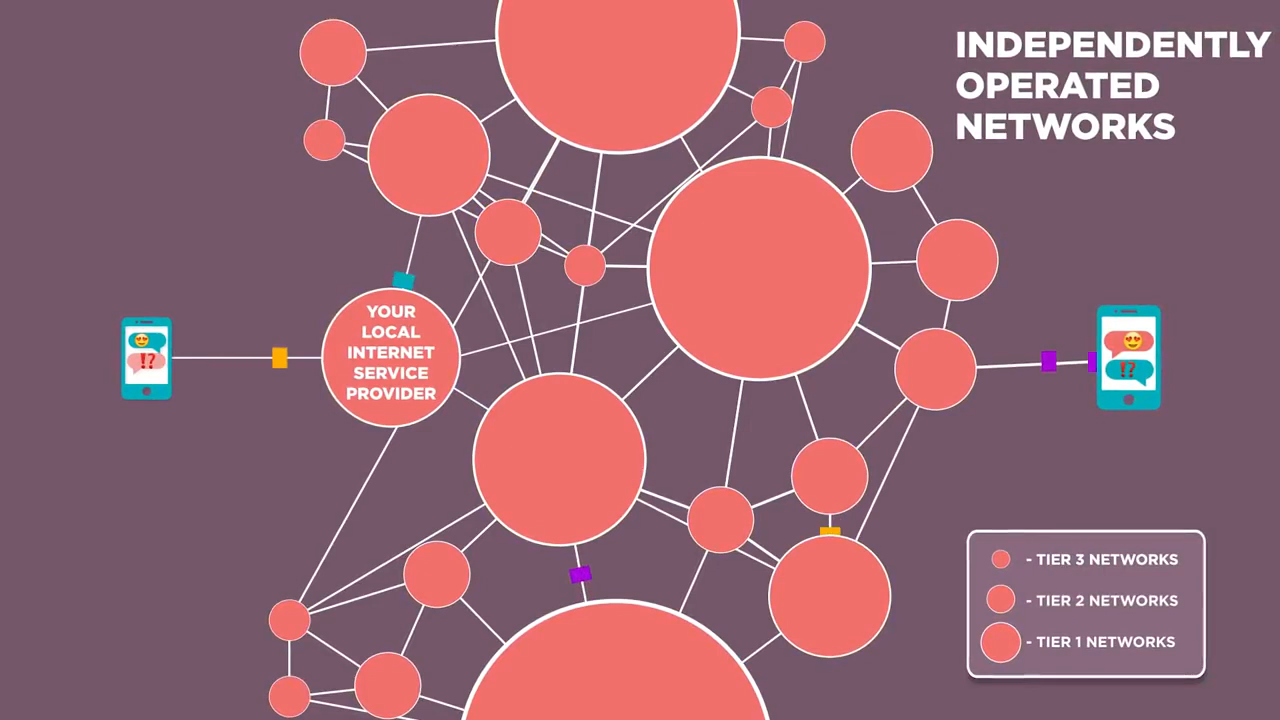 INDEPENDENTLY
OPERATED
NETWORKS
YOUR
LOCAL
INTERNET
SERVICE
PROVIDER
!?
!?
- TIER 3 NETWORKS
- TIER 2 NETWORKS
- TIER 1 NETWORKS